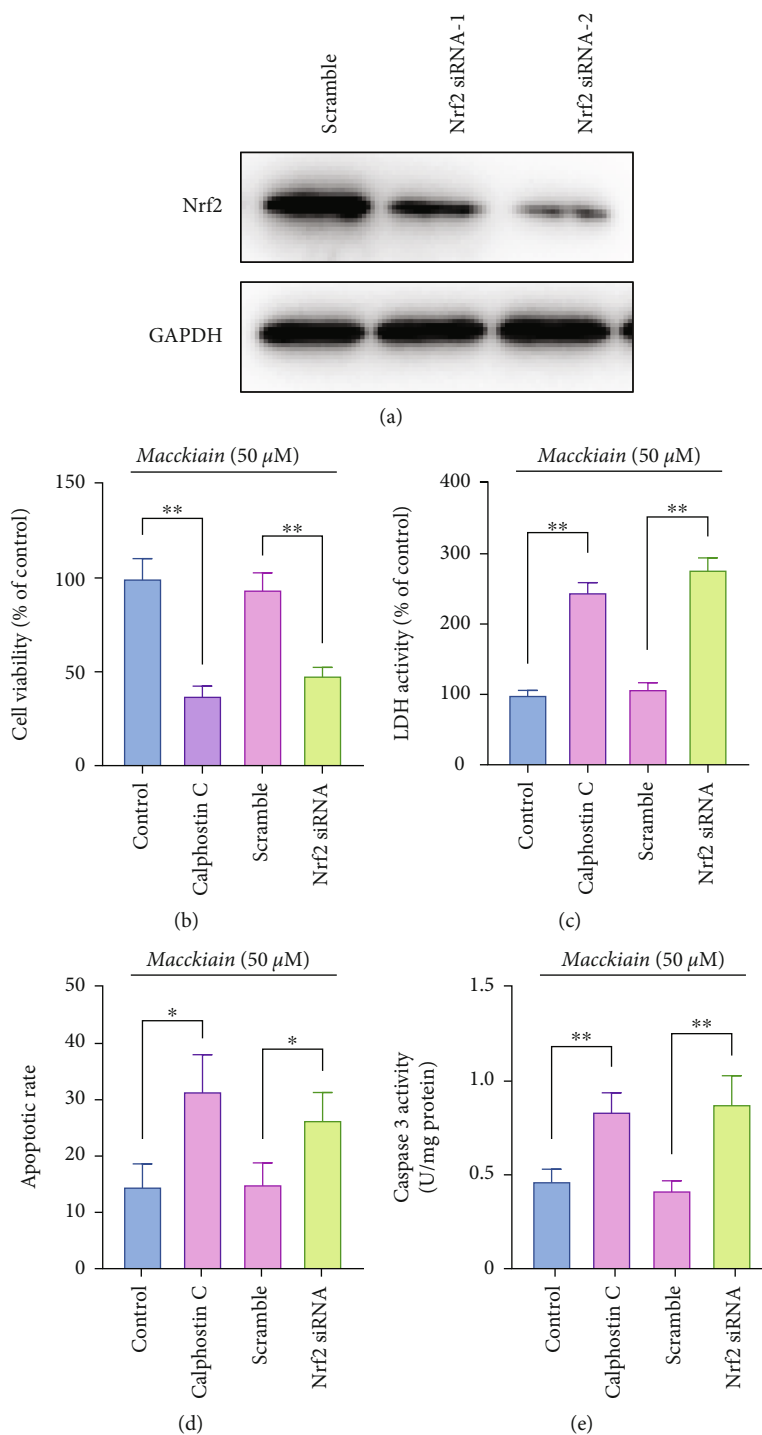 Scramble
Nrf2 siRNA-1
Nrf2 siRNA-2
Nrf2
GAPDH
(a)
Macckiain (50 µM)
Cell viability (% of control)
150
100
50
0
**
**
Control
Calphostin C
Scramble
Nrf2 siRNA
(b)
Macckiain (50 µM)
LDH activity (% of control)
400
300
200
100
0
**
**
Control
Calphostin C
Scramble
Nrf2 siRNA
(c)
Macckiain (50 µM)
Apoptotic rate
50
40
30
20
10
0
*
*
Control
Calphostin C
Scramble
Nrf2 siRNA
(d)
Macckiain (50 µM)
Caspase 3 activity
(U/mg protein)
1.5
1.0
0.5
0
**
**
Control
Calphostin C
Scramble
Nrf2 siRNA
(e)